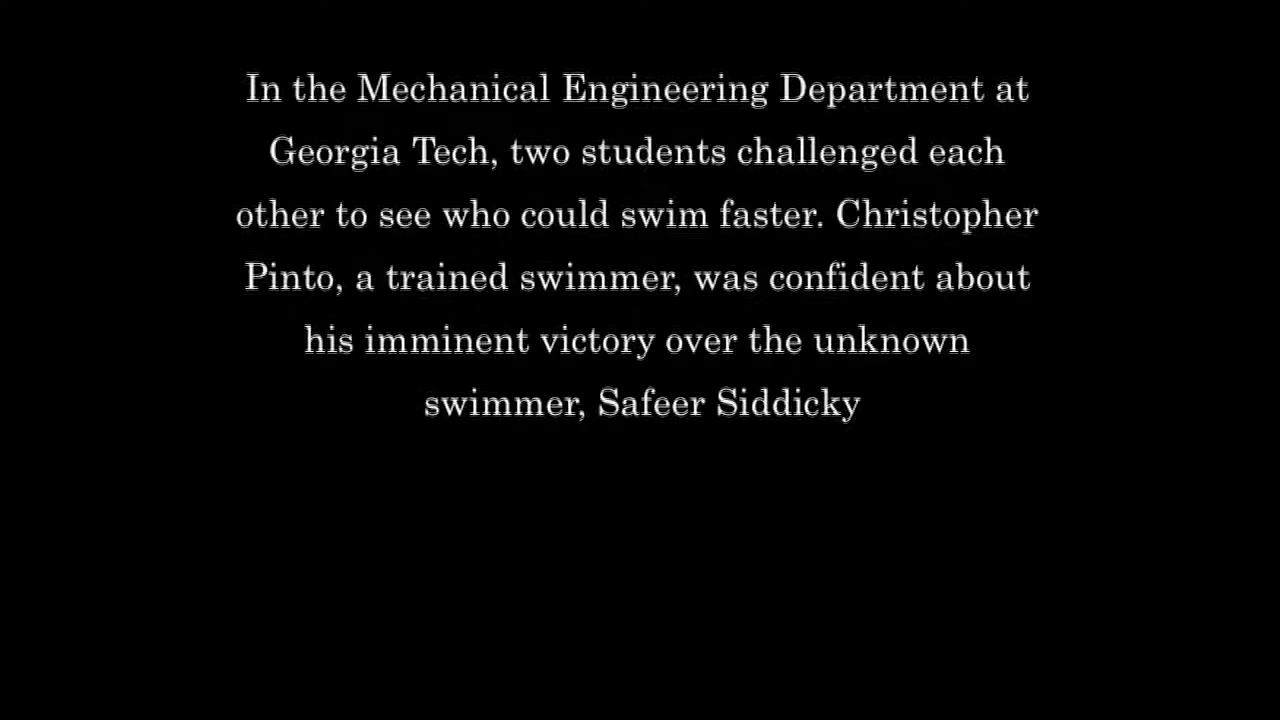 In the Mechanical Engineering Department at
Georgia Tech, two students challenged each
other to see who could swim faster. Christopher
Pinto, a trained swimmer, was confident about
his imminent victory over the unknown
swimmer, Safeer Siddicky